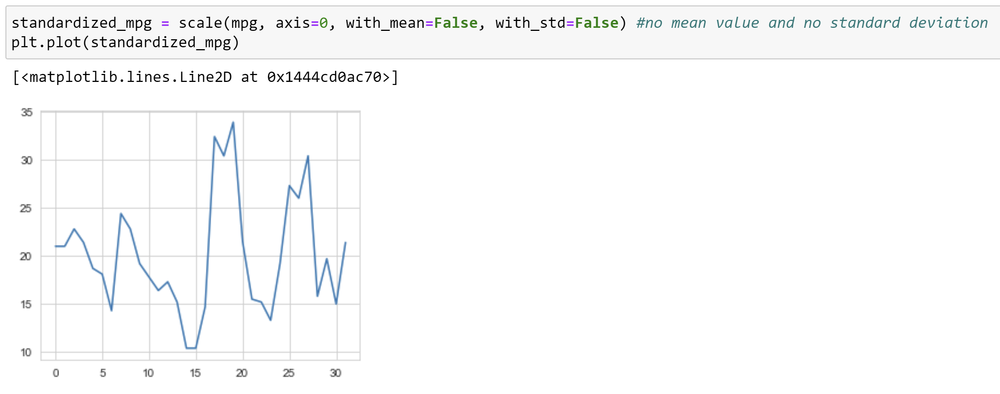 standardized_mpg = scale(mpg, axis=0, with_mean=False, with_std=False) #no mean value and no standard deviation
plt.plot(standardized_mpg)
[<matplotlib.lines.Line2D at 0x1444cd0ac70>]
35
30
25
20
15
10
0 5 10 15 20 25 30